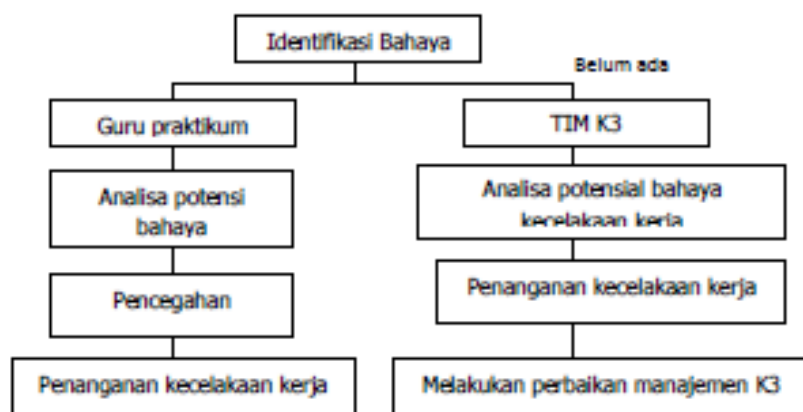 Identifikasi Bahaya
Belum ada
Guru praktikum
TIM K3
Analisa potensi
bahaya
Analisa potensial bahaya
kecelakaan kerja
Pencegahan
Penanganan kecelakaan kerja
Penanganan kecelakaan kerja
Melakukan perbaikan manajemen K3